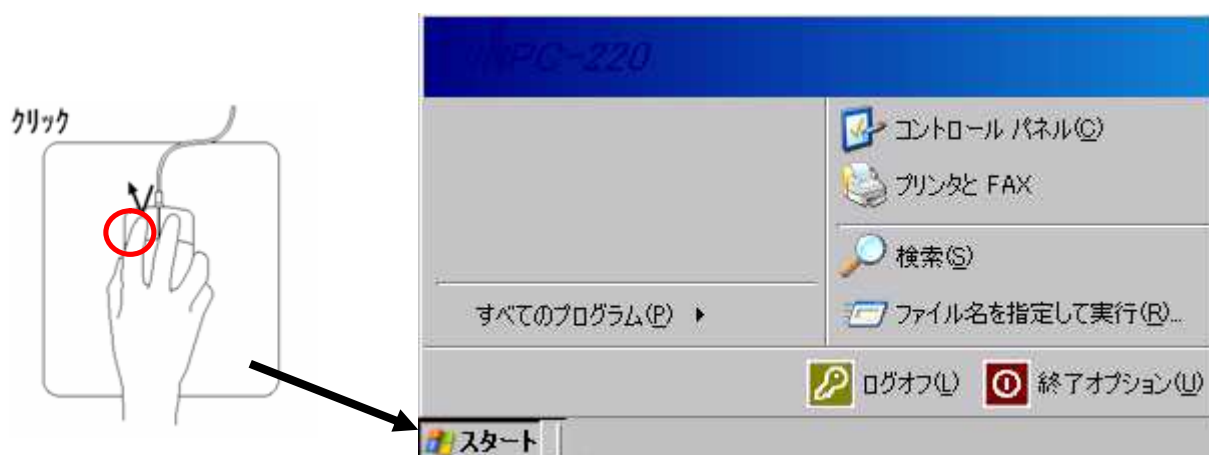 クリック
NPC-220
コントロール パネル(C)
プリンタと FAX
検索(S)
すべてのプログラム(P)
ファイル名を指定して実行(R)...
ログオフ(L)
終了オプション(U)
スタート